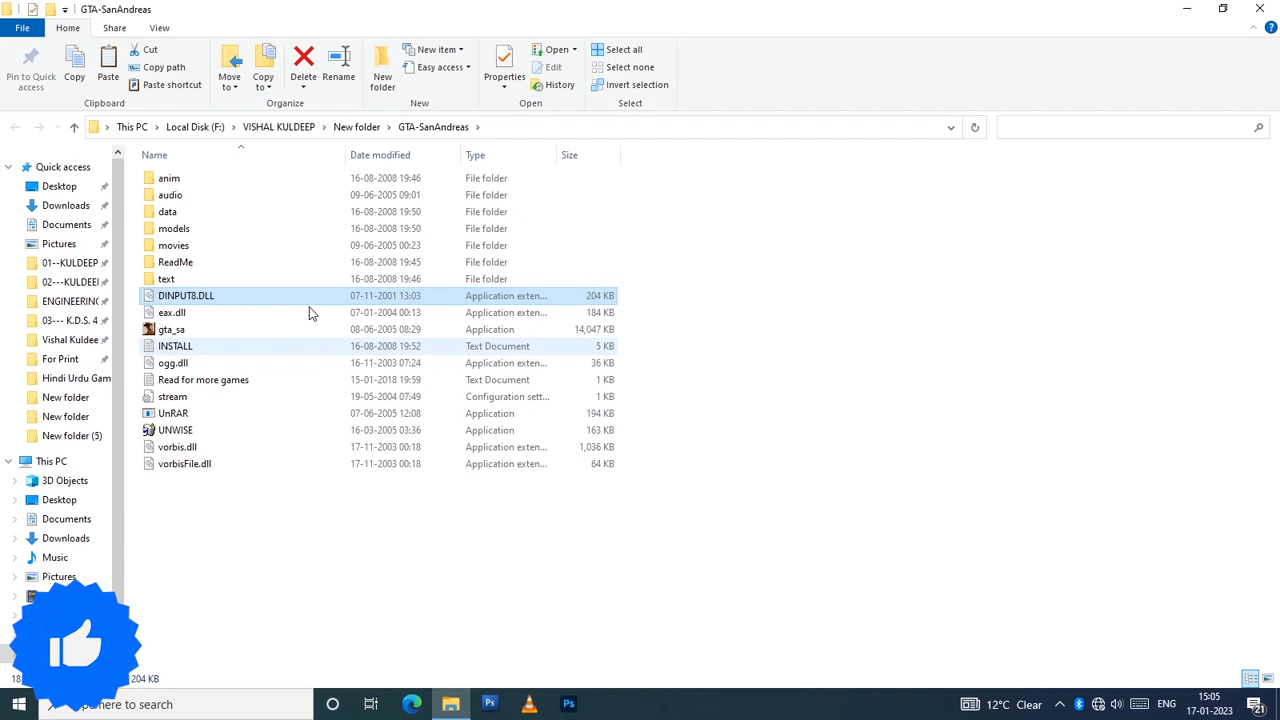 GTA-SanAndreas
File Home Share View
Pin to Quick access
Copy
Paste
Cut
Copy path
Paste shortcut
Clipboard
Move to
Copy to
Delete
Rename
Organize
New folder
New item
Easy access
New
Properties
Open
Edit
History
Open
Select all
Select none
Invert selection
Select
This PC > Local Disk (F:) > VISHAL KULDEEP > New folder > GTA-SanAndreas >
Name Date modified Type Size
anim 16-08-2008 19:46 File folder
audio 09-06-2005 09:01 File folder
data 16-08-2008 19:50 File folder
models 16-08-2008 19:50 File folder
movies 09-06-2005 00:23 File folder
ReadMe 16-08-2008 19:45 File folder
text 16-08-2008 19:46 File folder
DINPUT8.DLL 07-11-2001 13:03 Application exten... 204 KB
eax.dll 07-01-2004 00:13 Application exten... 184 KB
gta_sa 08-06-2005 08:29 Application 14,047 KB
INSTALL 16-08-2008 19:52 Text Document 5 KB
ogg.dll 16-11-2003 07:24 Application exten... 36 KB
Read for more games 15-01-2018 19:59 Text Document 1 KB
stream 19-05-2004 07:49 Configuration sett... 1 KB
UnRAR 07-06-2005 12:08 Application 194 KB
UNWISE 16-03-2005 03:36 Application 163 KB
vorbis.dll 17-11-2003 00:18 Application exten... 1,036 KB
vorbisFile.dll 17-11-2003 00:18 Application exten... 64 KB
Quick access
Desktop
Downloads
Documents
Pictures
01--KULDEEP
02---KULDEEI
ENGINEERING
03--- K.D.S. 4
Vishal Kuldee
For Print
Hindi Urdu Gam
New folder
New folder
New folder (5)
This PC
3D Objects
Desktop
Documents
Downloads
Music
Pictures
18
204 KB
here to search
12°C Clear
ENG
15:05
17-01-2023
21